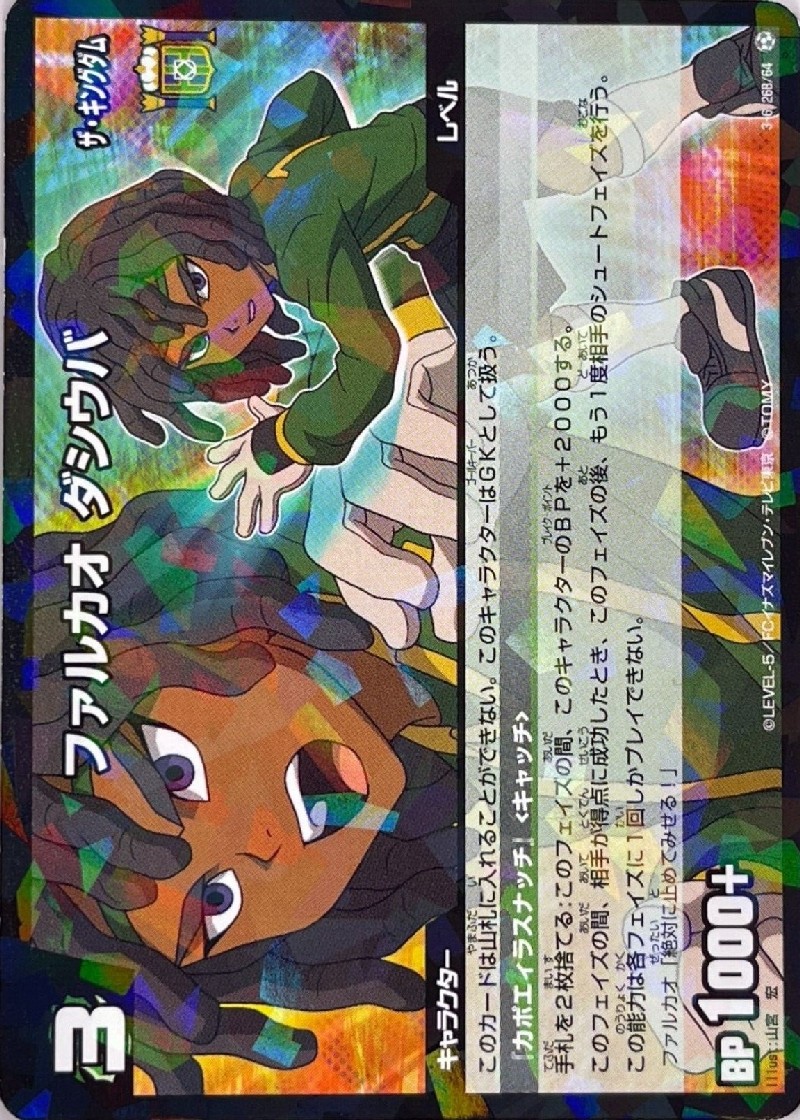 3
ファルカオ ダシウバ
ザ・キングダム
キャラクター
レベル
このカードは山札に入れることができない。このキャラクターはGKとして扱う。
「カポエィラスナッチ」<キャッチ>
手札を2枚捨てる:このフェイズの間、このキャラクターのBPを+2000する。
このフェイズの間、相手が得点に成功したとき、このフェイズの後、もう1度相手のシュートフェイズを行う。
この能力は各フェイズに1回しかプレイできない。
ファルカオ「絶対に止めてみせる!」
BP 1000+
Illust:山宮 宏
©LEVEL-5/FCイナズマイレブン・テレビ東京 ©TOMY
268/64